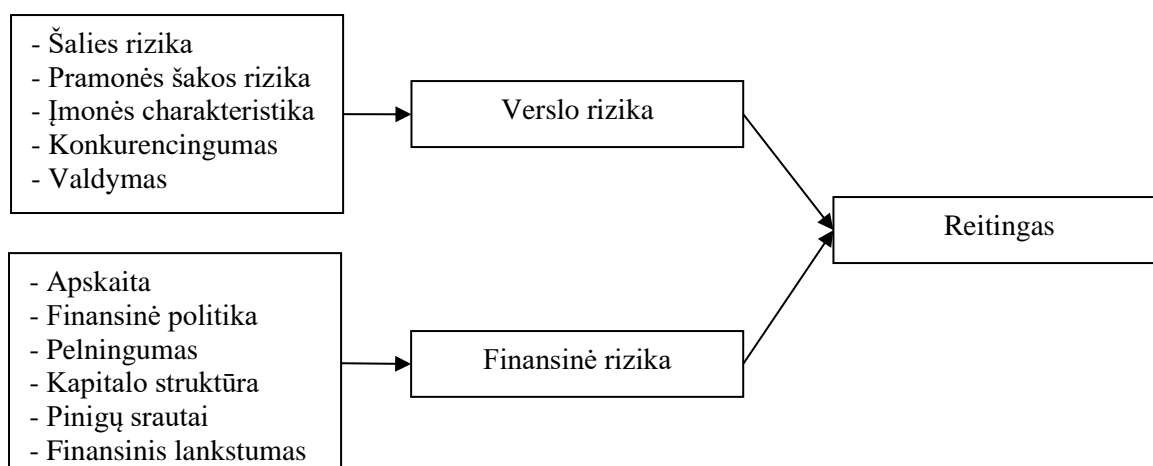 - Šalies rizika
- Pramonės šakos rizika
- Įmonės charakteristika
- Konkurencingumas
- Valdymas
Verslo rizika
Reitingas
- Apskaita
- Finansinė politika
- Pelningumas
- Kapitalo struktūra
- Pinigų srautai
- Finansinis lankstumas
Finansinė rizika